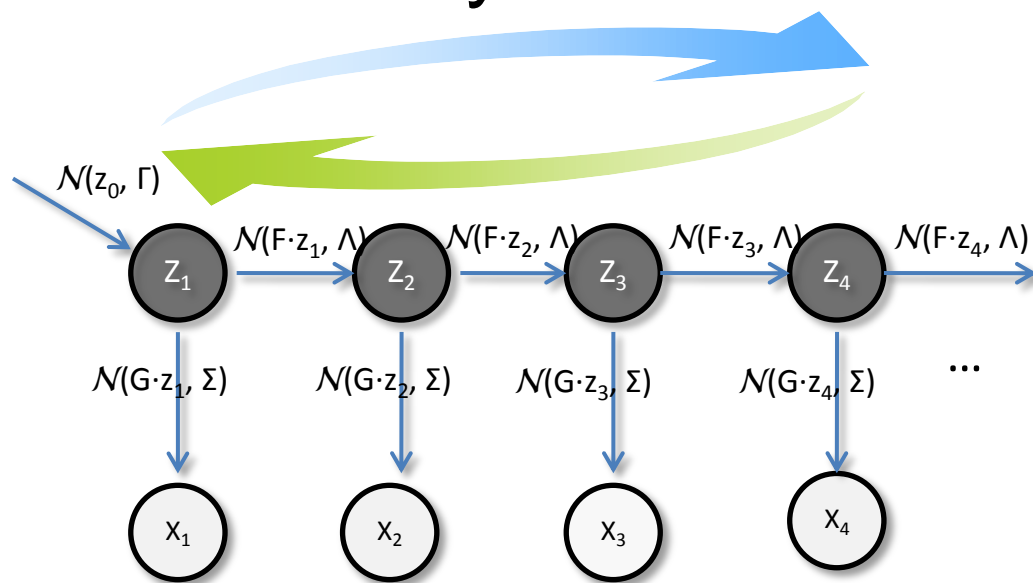 y
𝒩(z₀, Γ)
𝒩(F·z₁, Λ) 𝒩(F·z₂, Λ) 𝒩(F·z₃, Λ) 𝒩(F·z₄, Λ)
Z₁ Z₂ Z₃ Z₄
𝒩(G·z₁, Σ) 𝒩(G·z₂, Σ) 𝒩(G·z₃, Σ) 𝒩(G·z₄, Σ) ...
X₁ X₂ X₃ X₄